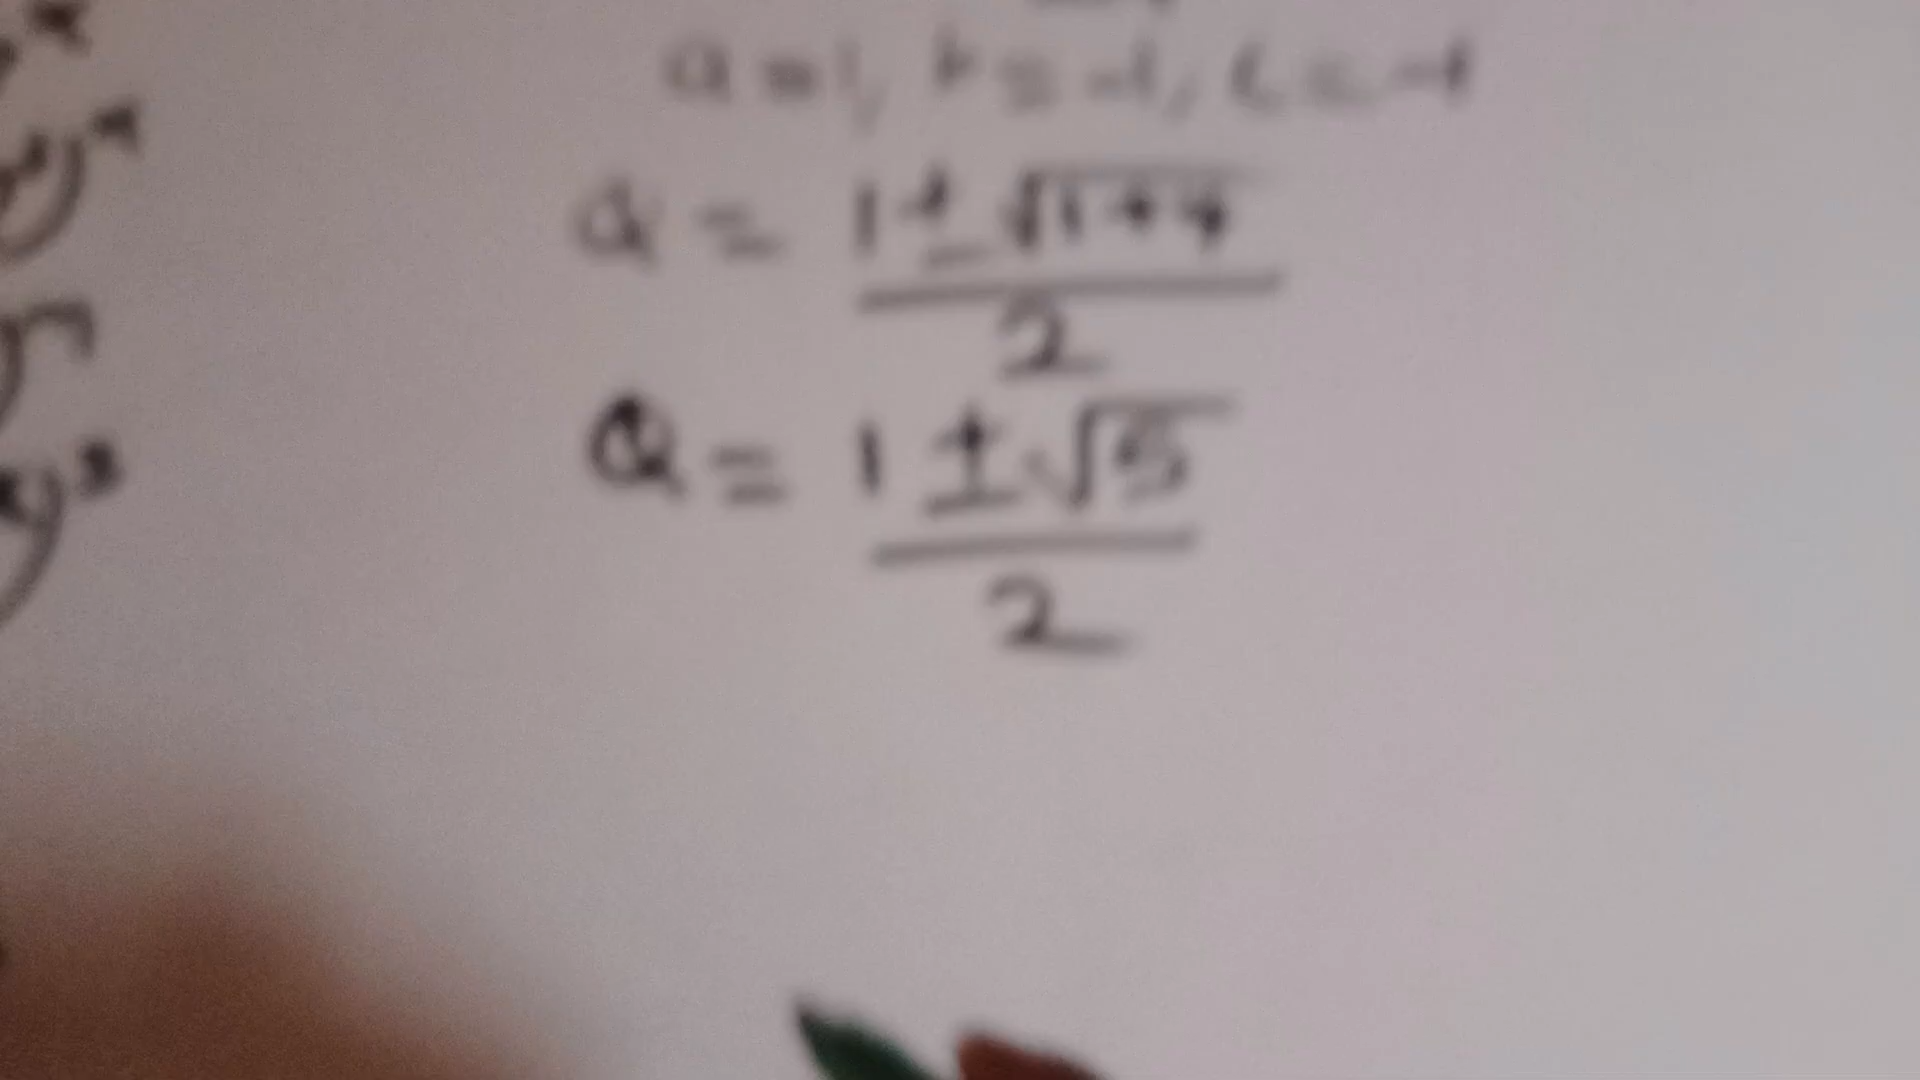 a = 1, b = -1, c = -1
a = 1 ± √1+4 / 2
a = 1 ± √5 / 2